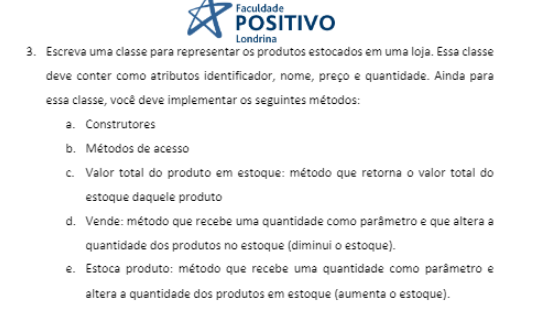 Faculdade
POSITIVO
Londrina
3. Escreva uma classe para representar os produtos estocados em uma loja. Essa classe
deve conter como atributos identificador, nome, preço e quantidade. Ainda para
essa classe, você deve implementar os seguintes métodos:
a. Construtores
b. Métodos de acesso
c. Valor total do produto em estoque: método que retorna o valor total do
estoque daquele produto
d. Vende: método que recebe uma quantidade como parâmetro e que altera a
quantidade dos produtos no estoque (diminui o estoque).
e. Estoca produto: método que recebe uma quantidade como parâmetro e
altera a quantidade dos produtos em estoque (aumenta o estoque).